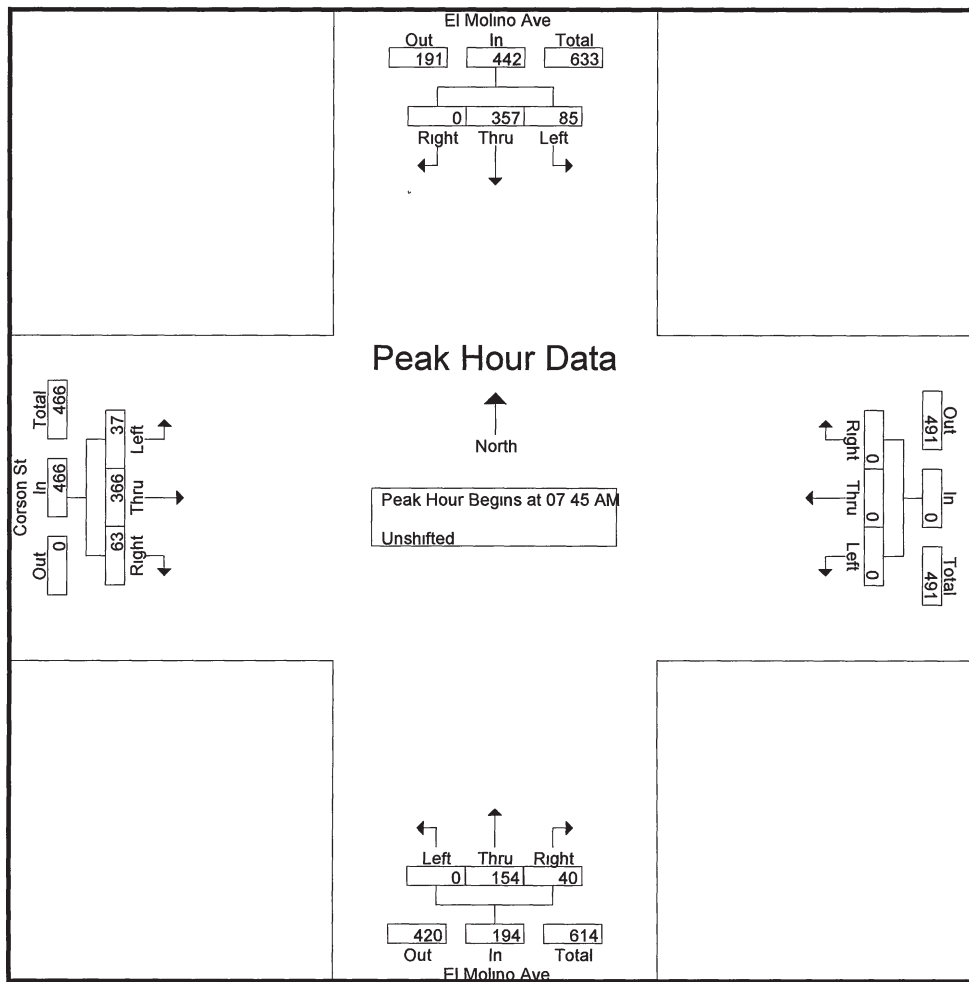 El Molino Ave
Out In Total
191 442 633
0 357 85
Right Thru Left
Peak Hour Data
North
Peak Hour Begins at 07 45 AM
Unshifted
Corson St
Total In Out
466 466 0
37 366 63
Left Thru Right
Out In Total
491 0 491
Right Thru Left
0 0 0
Left Thru Right
0 154 40
420 194 614
Out In Total
El Molino Ave